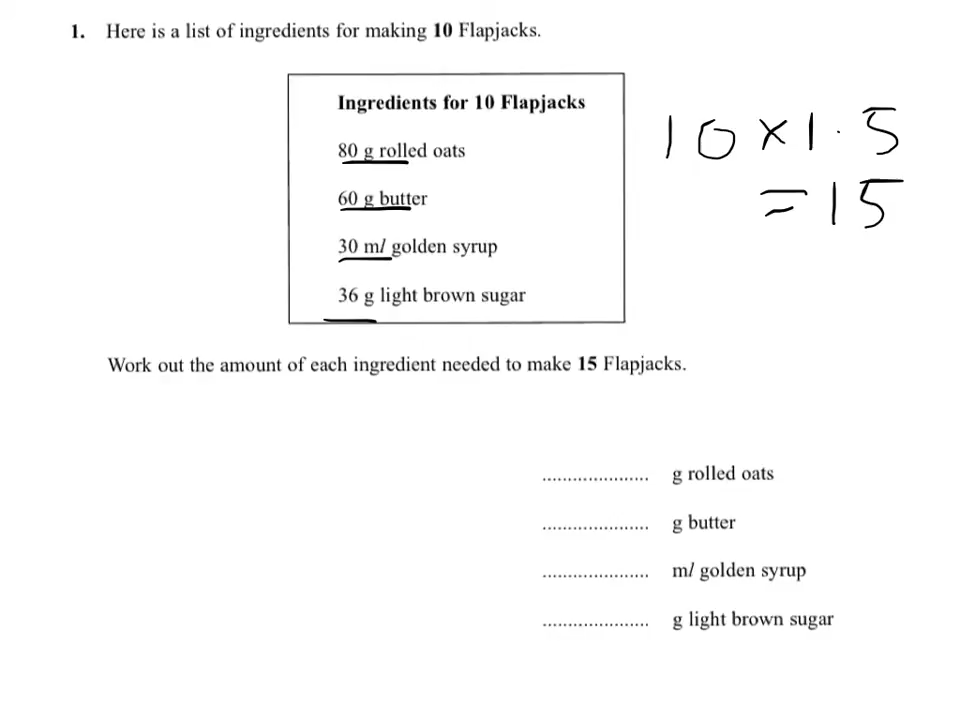 1. Here is a list of ingredients for making 10 Flapjacks.
Ingredients for 10 Flapjacks
80 g rolled oats
60 g butter
30 ml golden syrup
36 g light brown sugar
10 × 1.5
= 15
Work out the amount of each ingredient needed to make 15 Flapjacks.
..................... g rolled oats
..................... g butter
..................... ml golden syrup
..................... g light brown sugar